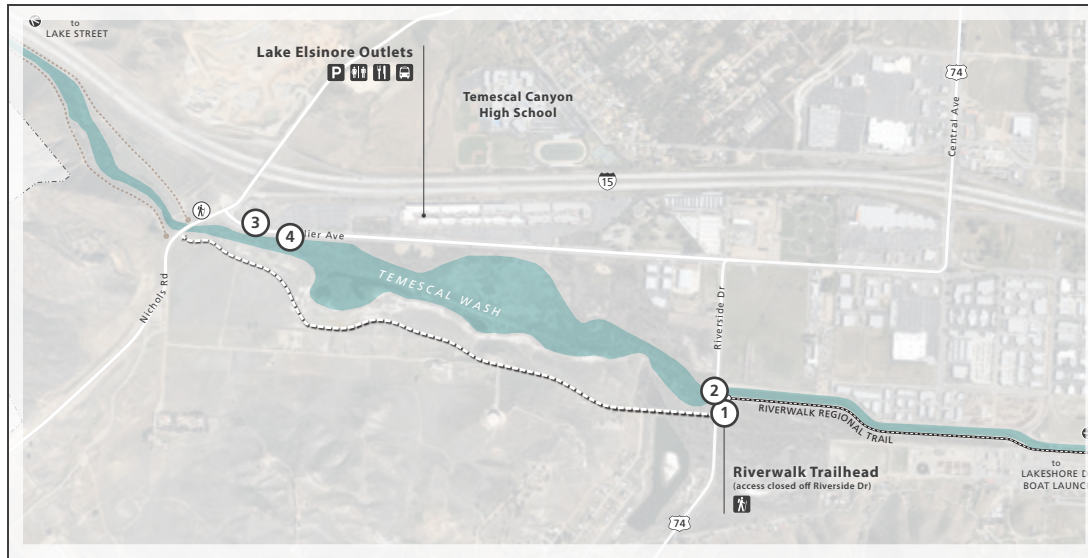 to
LAKE STREET
Lake Elsinore Outlets
P
Temescal Canyon
High School
74
Central Ave
15
3
4
lier Ave
TEMESCAL WASH
Nichols Rd
Riverside Dr
2
1
RIVERWALK REGIONAL TRAIL
Riverwalk Trailhead
(access closed off Riverside Dr)
74
to
LAKESHORE D
BOAT LAUNC